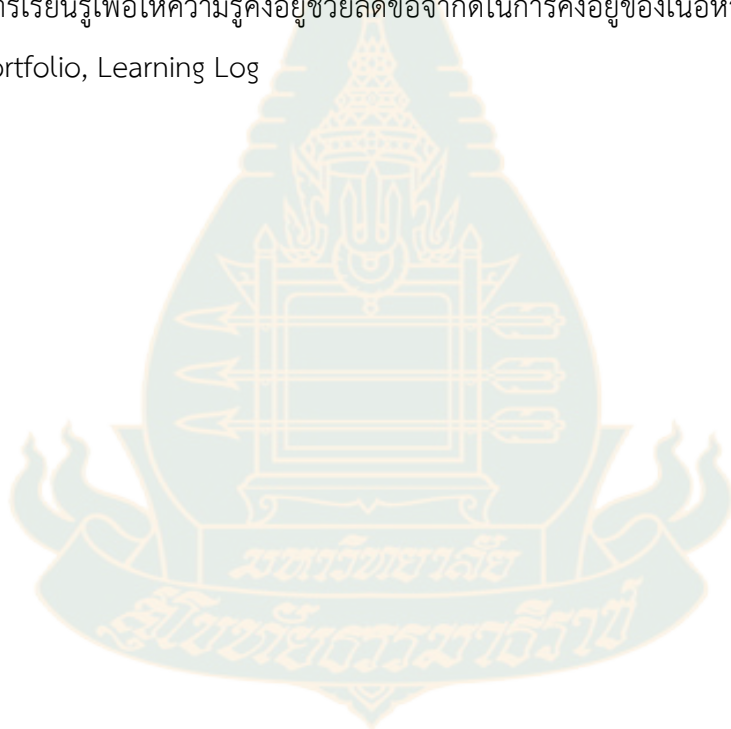 ารเรียนรู้เพื่อให้ความรู้คงอยู่ช่วยลดข้อจำกัดในการคงอยู่ของเนื้อหา
ortfolio, Learning Log
มหาวิทยาลัย
สุโขทัยธรรมาธิราช